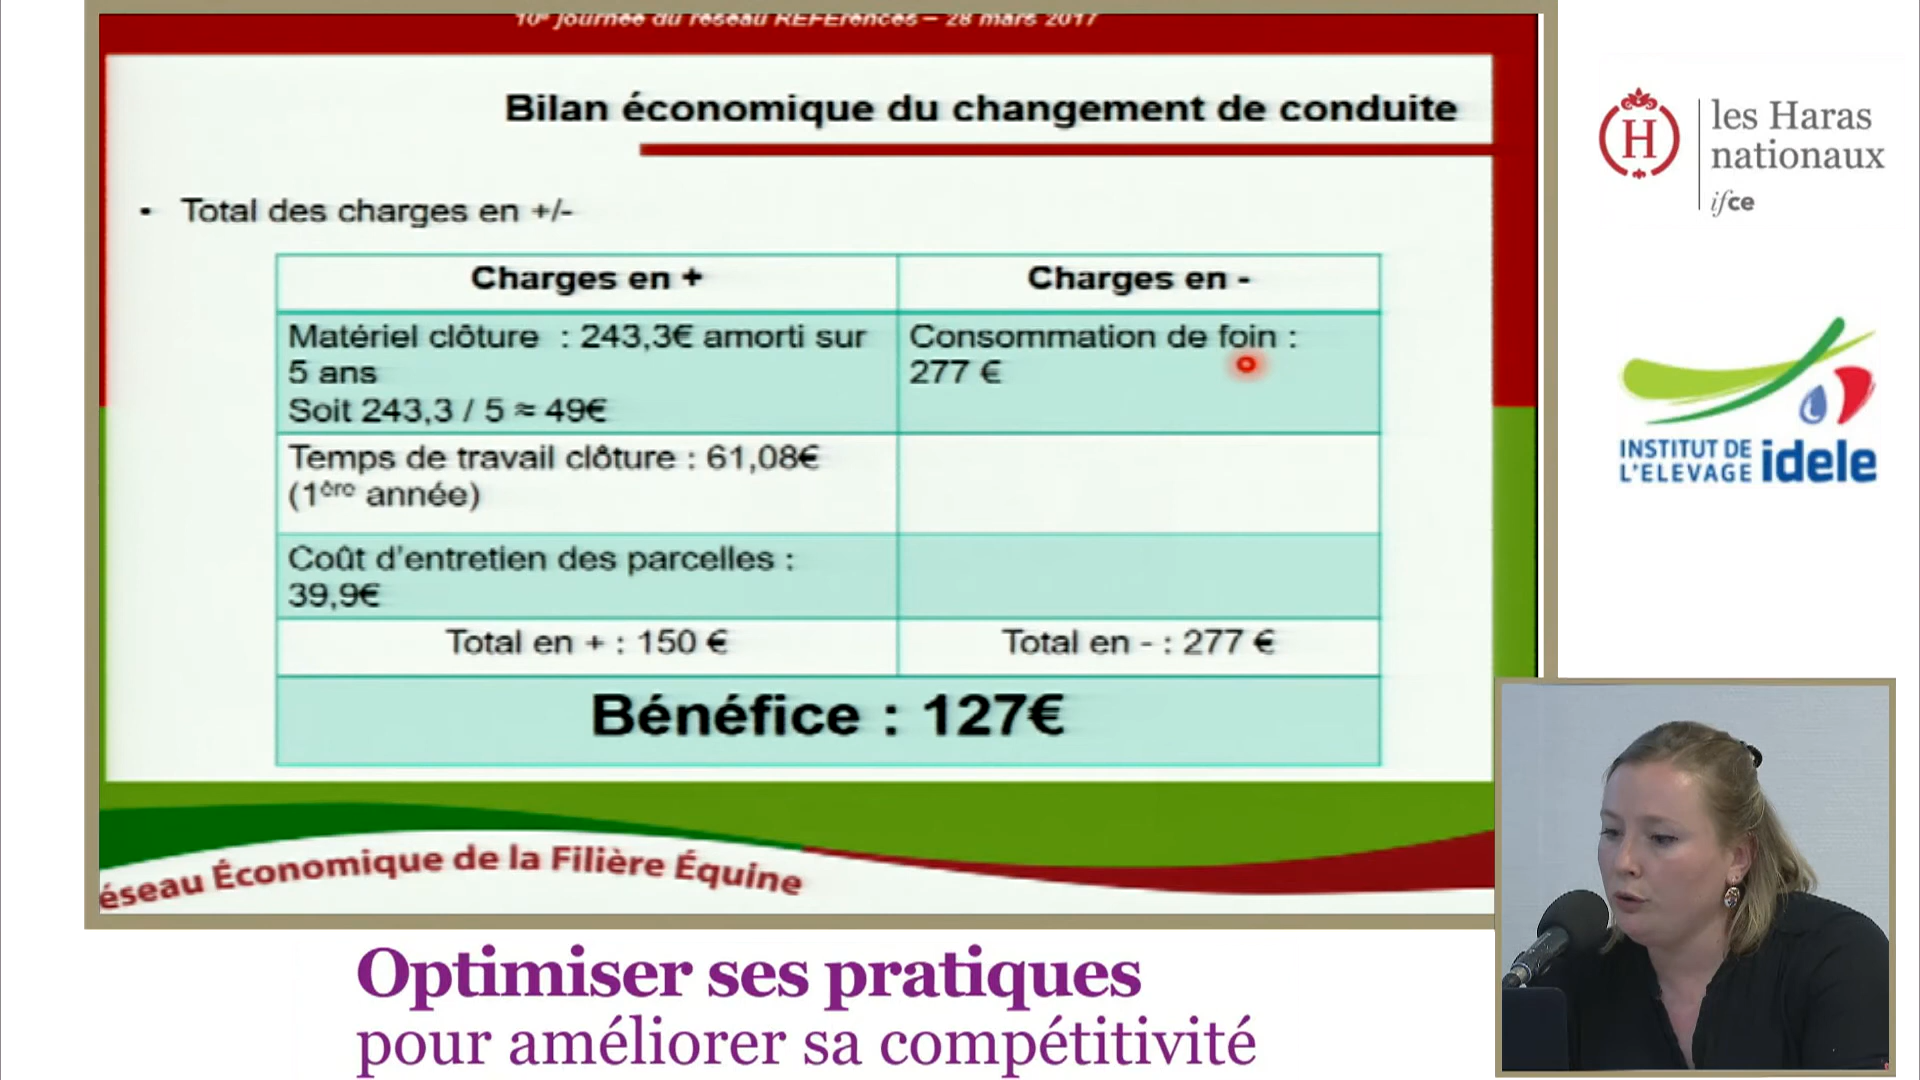 10e journée du réseau REFErences – 28 mars 2017
Bilan économique du changement de conduite
• Total des charges en +/-
Charges en +
Charges en -
Matériel clôture : 243,3€ amorti sur
5 ans
Soit 243,3 / 5 ≈ 49€
Consommation de foin :
277 €
Temps de travail clôture : 61,08€
(1ère année)
Coût d'entretien des parcelles :
39,9€
Total en + : 150 €
Total en - : 277 €
Bénéfice : 127€
éseau Économique de la Filière Équine
Optimiser ses pratiques
pour améliorer sa compétitivité
H
les Haras
nationaux
ifce
INSTITUT DE
L'ELEVAGE idele